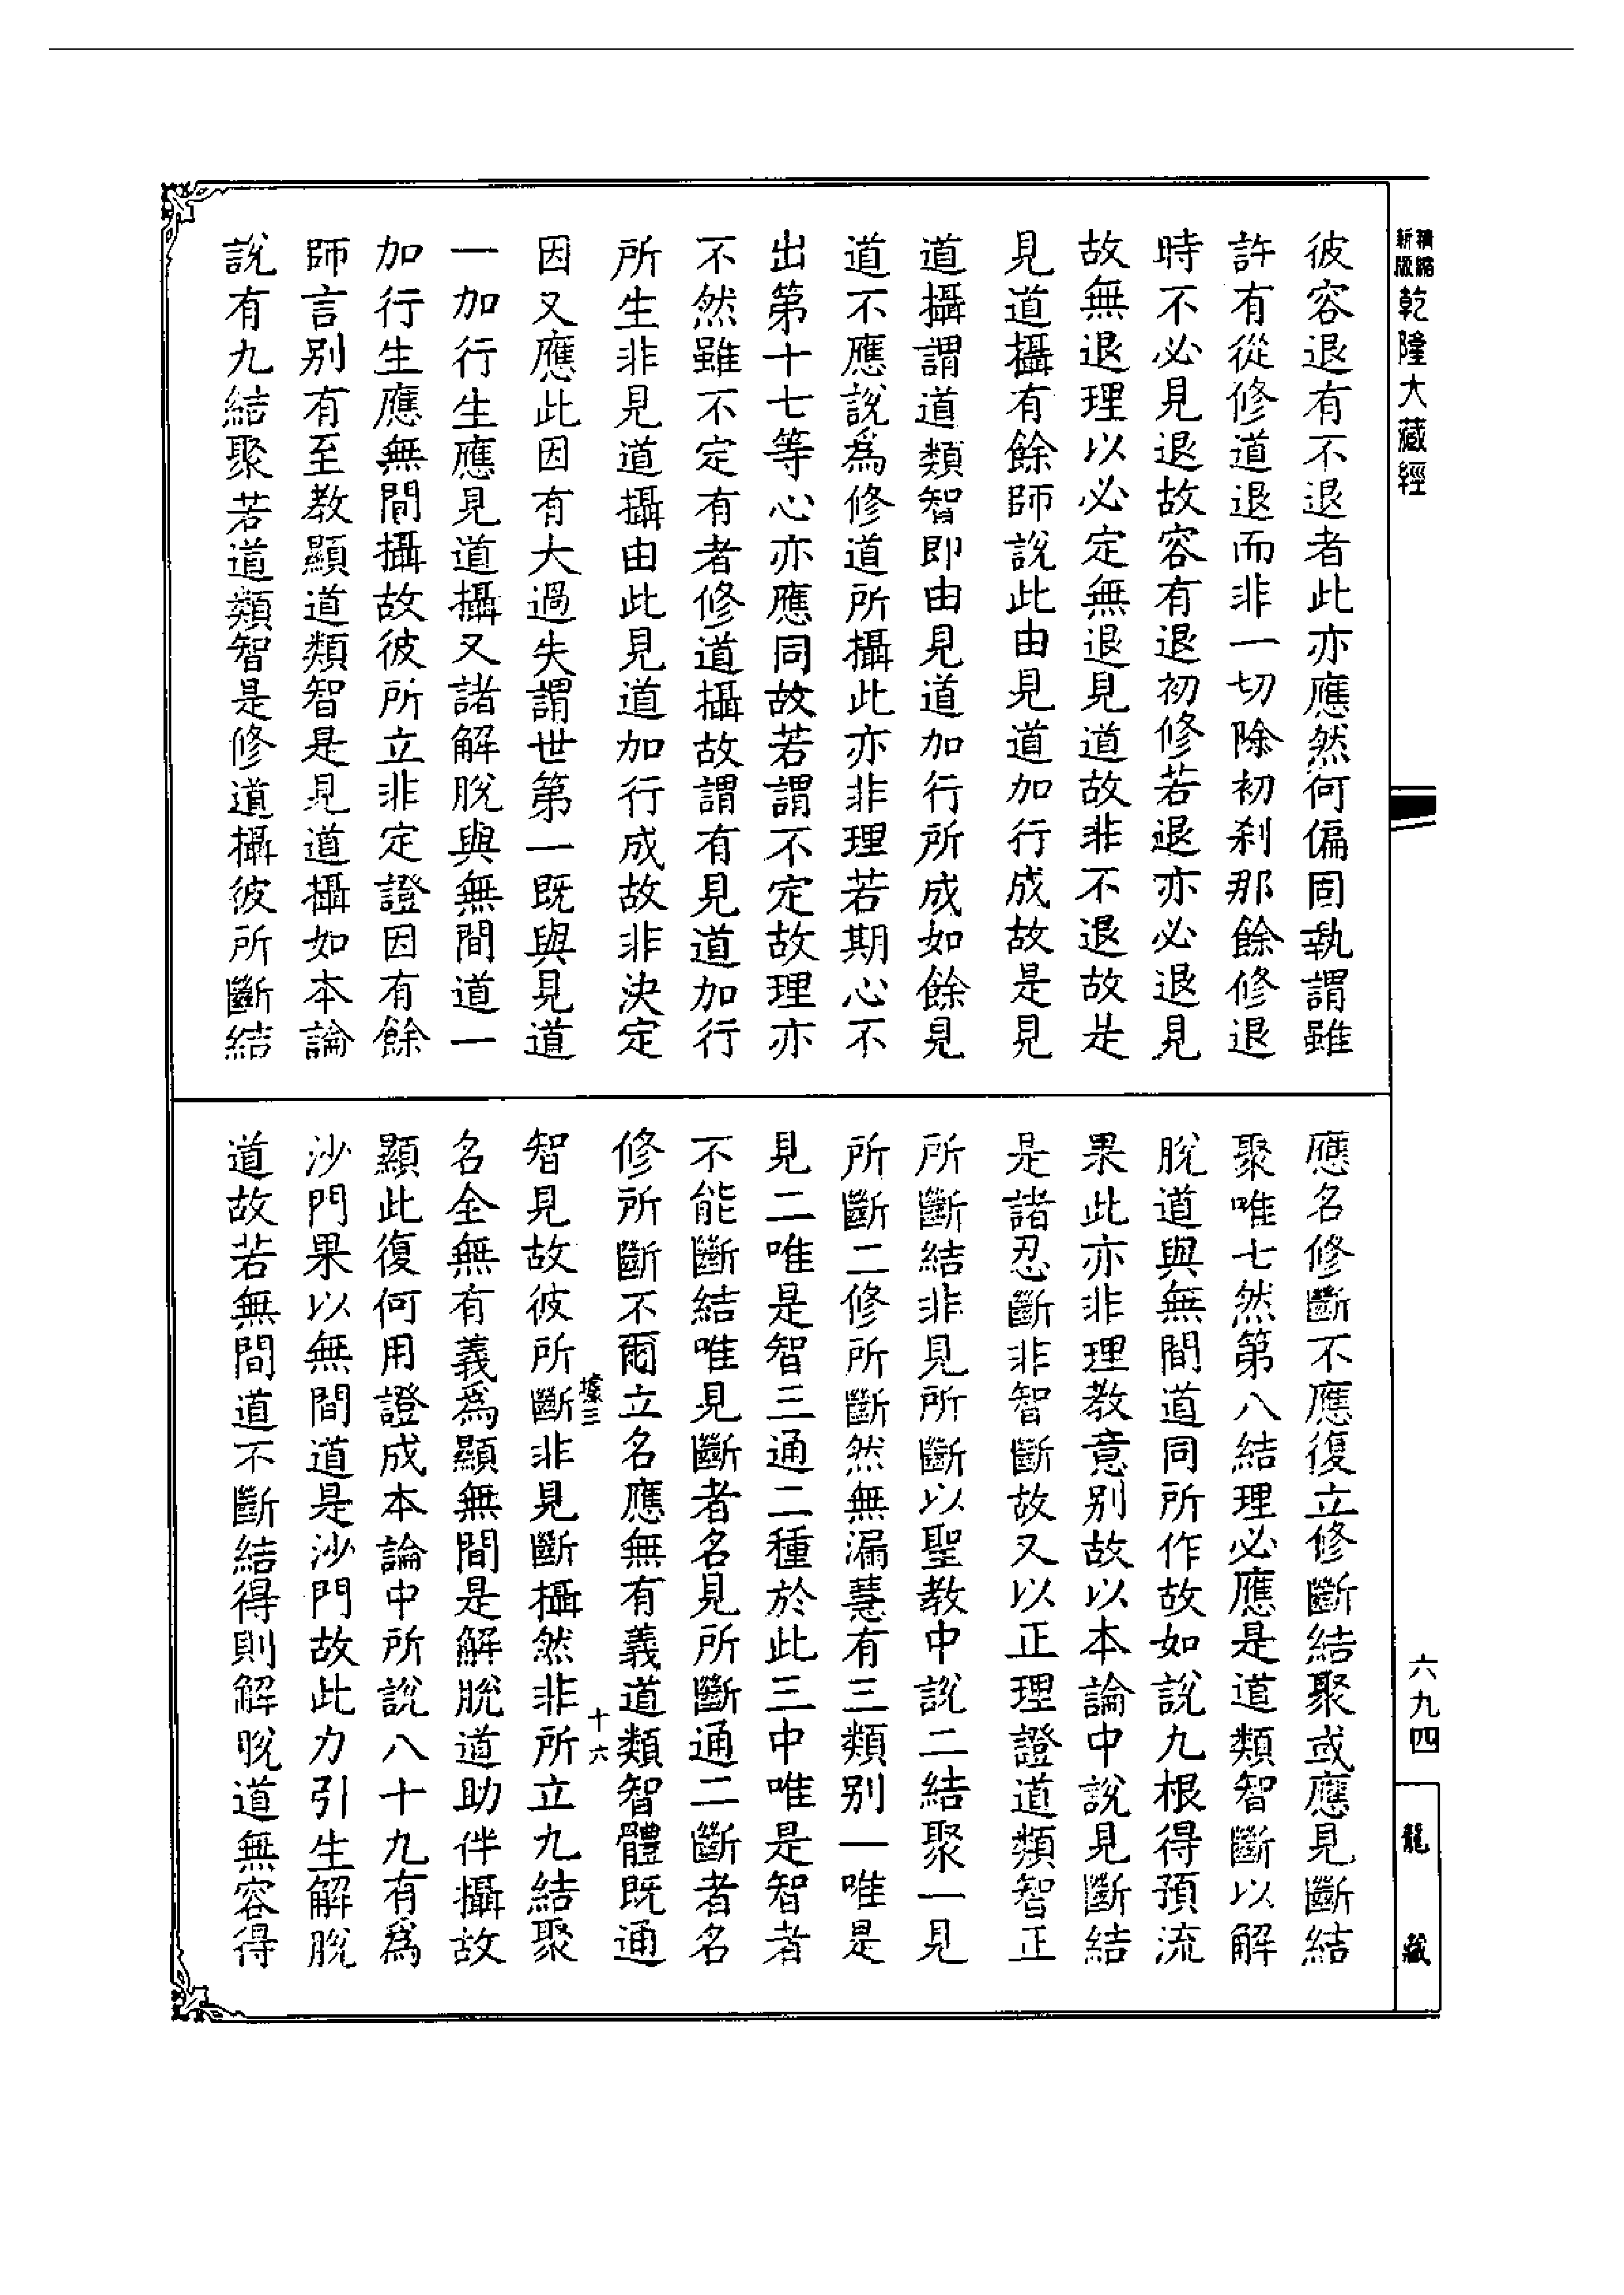 精縮新版乾隆大藏經
彼容退有不退者此亦應然何偏固執謂雖
許有從修道退而非一切除初刹那餘修退
時不必見退故容有退初修若退亦必退見
故無退理以必定無退見道故非不退故是
見道攝有餘師說此由見道加行成故是見
道攝謂道類智即由見道加行所成如餘見
道不應說為修道所攝此亦非理若期心不
出第十七等心亦應同故若謂不定故理亦
不然雖不定有者修道攝故謂有見道加行
所生非見道攝由此見道加行成故非決定
因又應此因有大過失謂世第一既與見道
一加行生應見道攝又諸解脫與無間道一
加行生應無間攝故彼所立非定證因有餘
師言别有至教顯道類智是見道攝如本論
說有九結聚若道類智是修道攝彼所斷結
應名修斷不應復立修斷結聚或應見斷結
聚唯七然第八結理必應是道類智斷以解
脫道與無間道同所作故如說九根得預流
果此亦非理教意别故以本論中說見斷結
是諸忍斷非智斷故又以正理證道類智正
所斷結非見所斷以聖教中說二結聚一見
所斷二修所斷然無漏慧有三類别一唯是
見二唯是智三通二種於此三中唯是智者
不能斷結唯見斷者名見所斷通二斷者名
修所斷不爾立名應無有義道類智體既通
據三
十六
智見故彼所斷非見斷攝然非所立九結聚
名全無有義為顯無間是解脫道助伴攝故
顯此復何用證成本論中所說八十九有為
沙門果以無間道是沙門故此力引生解脫
道故若無間道不斷結得則解脫道無容得
六九四
龍藏